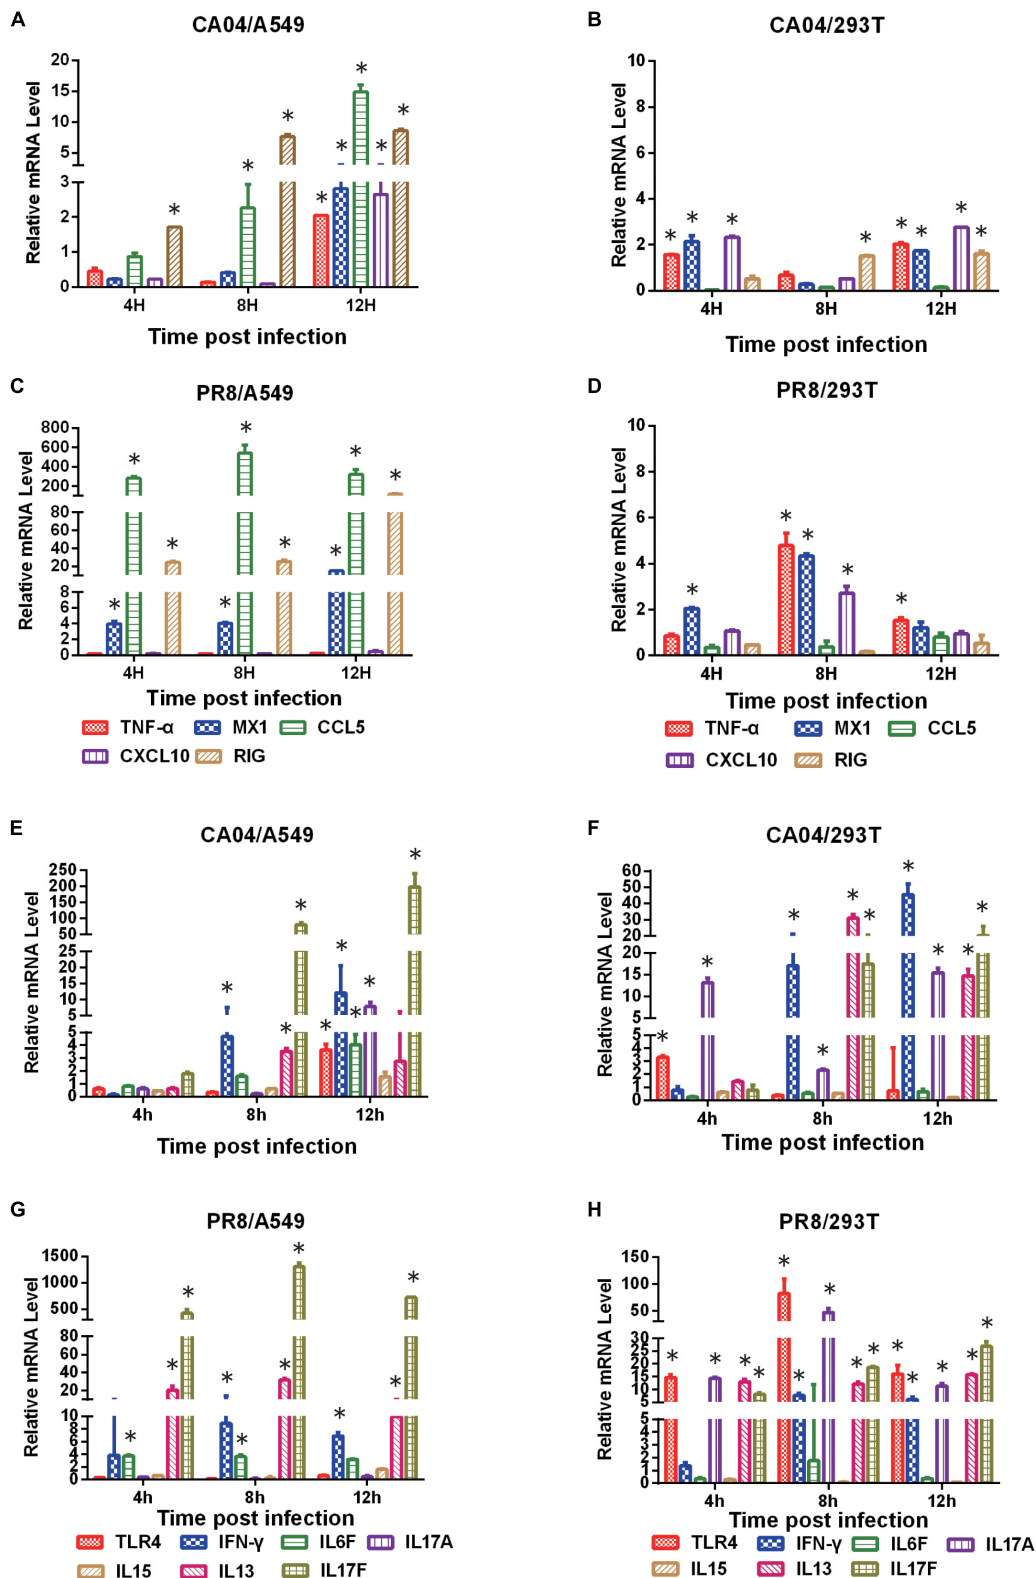 A
CA04/A549
Relative mRNA Level
20
15
10
5
3
2
1
0
*
*
*
*
*
*
*
*
4H
8H
12H
Time post infection
B
CA04/293T
Relative mRNA Level
10
8
6
4
2
0
*
*
*
*
*
*
*
*
4H
8H
12H
Time post infection
C
PR8/A549
Relative mRNA Level
800
600
400
200
80
60
40
20
8
6
4
2
0
*
*
*
*
*
*
*
*
*
4H
8H
12H
Time post infection
TNF-α MX1 CCL5
CXCL10 RIG
D
PR8/293T
Relative mRNA Level
10
8
6
4
2
0
*
*
*
*
*
4H
8H
12H
Time post infection
TNF-α MX1 CCL5
CXCL10 RIG
E
CA04/A549
Relative mRNA Level
250
200
150
100
50
25
20
15
10
5
5
4
3
2
1
0
*
*
*
*
*
*
*
*
4h
8h
12h
Time post infection
F
CA04/293T
Relative mRNA Level
60
50
40
30
20
20
15
10
5
5
4
3
2
1
0
*
*
*
*
*
*
*
*
*
*
4h
8h
12h
Time post infection
G
PR8/A549
Relative mRNA Level
1500
1000
500
80
60
40
20
10
8
6
4
2
0
*
*
*
*
*
*
*
*
*
*
4h
8h
12h
Time post infection
TLR4 IFN-γ IL6F IL17A
IL15 IL13 IL17F
H
PR8/293T
Relative mRNA Level
150
100
50
30
25
20
15
10
5
5
4
3
2
1
0
*
*
*
*
*
*
*
*
*
*
*
*
*
*
4h
8h
12h
Time post infection
TLR4 IFN-γ IL6F IL17A
IL15 IL13 IL17F